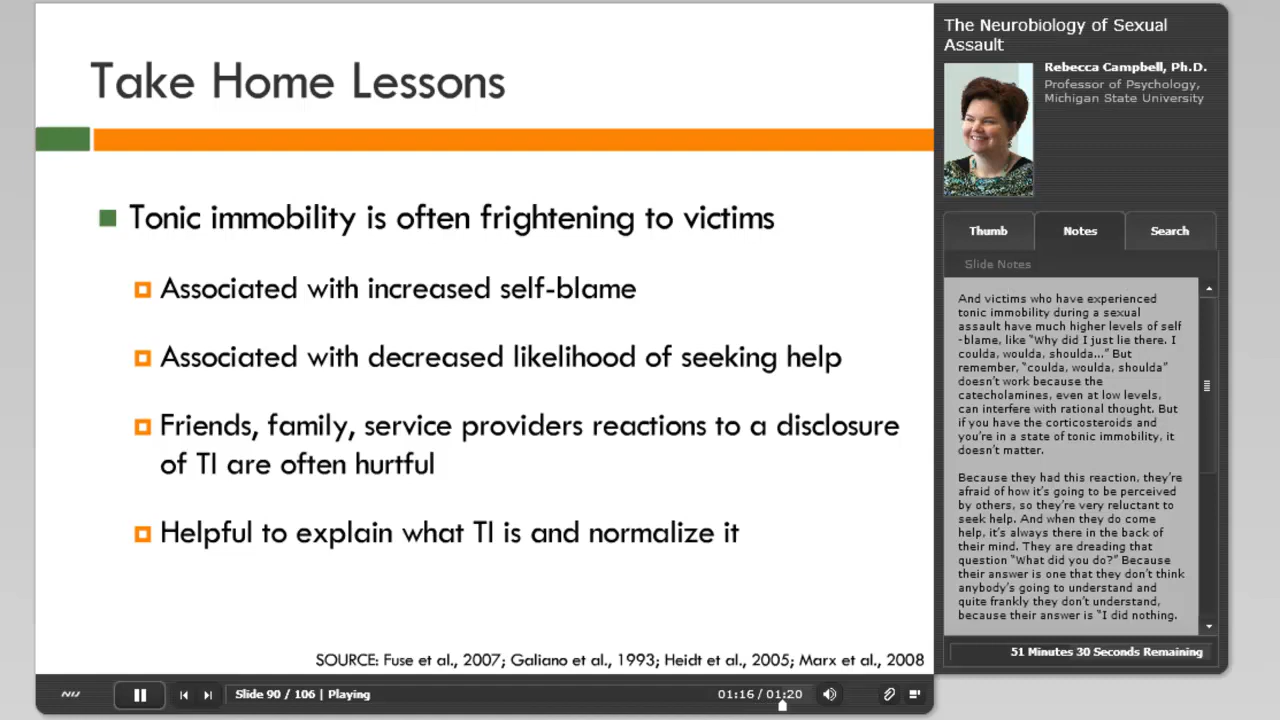 Take Home Lessons
Tonic immobility is often frightening to victims
Associated with increased self-blame
Associated with decreased likelihood of seeking help
Friends, family, service providers reactions to a disclosure
of TI are often hurtful
Helpful to explain what TI is and normalize it
SOURCE: Fuse et al., 2007; Galiano et al., 1993; Heidt et al., 2005; Marx et al., 2008
Slide 90 / 106 | Playing
01:16 / 01:20
The Neurobiology of Sexual
Assault
Rebecca Campbell, Ph.D.
Professor of Psychology,
Michigan State University
Thumb
Notes
Search
Slide Notes
And victims who have experienced
tonic immobility during a sexual
assault have much higher levels of self
-blame, like “Why did I just lie there. I
coulda, woulda, shoulda...” But
remember, “coulda, woulda, shoulda”
doesn’t work because the
catecholamines, even at low levels,
can interfere with rational thought. But
if you have the corticosteroids and
you’re in a state of tonic immobility, it
doesn’t matter.
Because they had this reaction, they’re
afraid of how it’s going to be perceived
by others, so they’re very reluctant to
seek help. And when they do come
help, it’s always there in the back of
their mind. They are dreading that
question “What did you do?” Because
their answer is one that they don’t think
anybody’s going to understand and
quite frankly they don’t understand,
because their answer is “I did nothing.
51 Minutes 30 Seconds Remaining